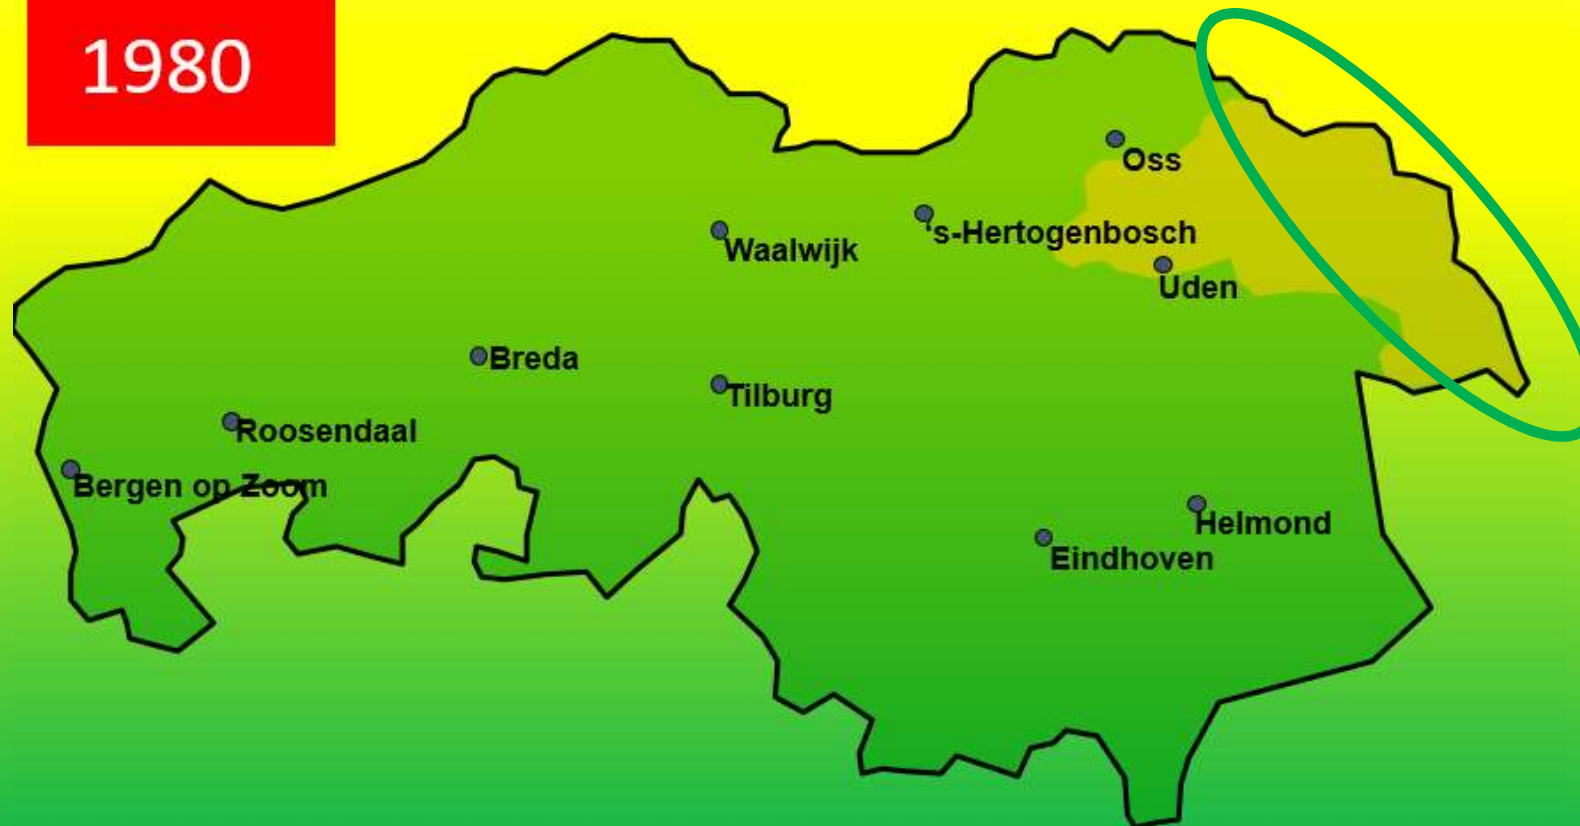 1980
Oss
's-Hertogenbosch
Waalwijk
Uden
Breda
Tilburg
Roosendaal
Bergen op Zoom
Helmond
Eindhoven